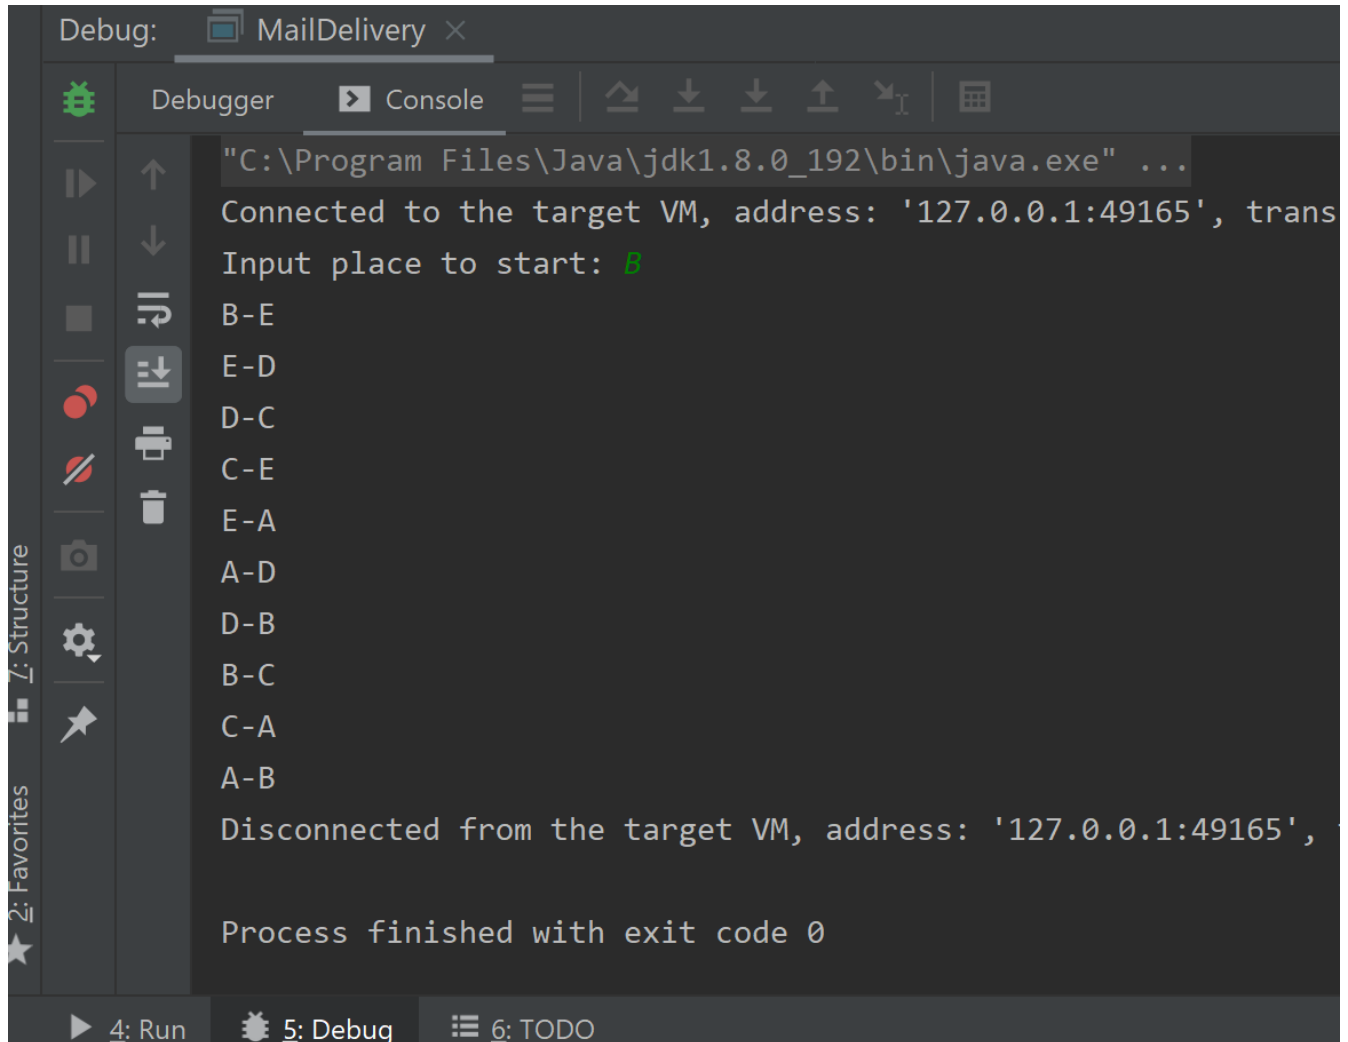 Debug: MailDelivery
Debugger Console
"C:\Program Files\Java\jdk1.8.0_192\bin\java.exe" ...
Connected to the target VM, address: '127.0.0.1:49165', trans
Input place to start: B
B-E
E-D
D-C
C-E
E-A
A-D
D-B
B-C
C-A
A-B
Disconnected from the target VM, address: '127.0.0.1:49165',
Process finished with exit code 0
7: Structure
2: Favorites
4: Run 5: Debug 6: TODO